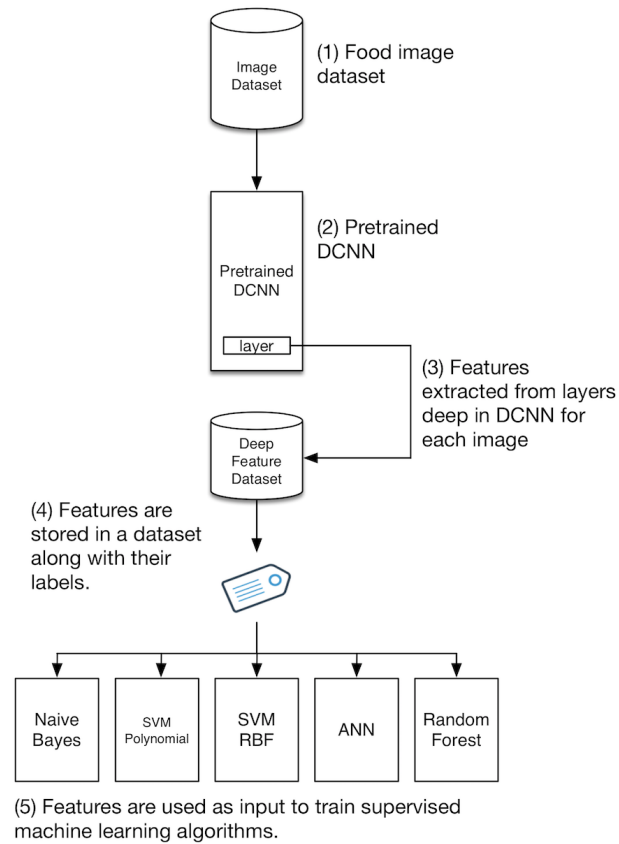 Image
Dataset
(1) Food image
dataset
(2) Pretrained
DCNN
Pretrained
DCNN
layer
(3) Features
extracted from layers
deep in DCNN for
each image
Deep
Feature
Dataset
(4) Features are
stored in a dataset
along with their
labels.
Naive
Bayes
SVM
Polynomial
SVM
RBF
ANN
Random
Forest
(5) Features are used as input to train supervised
machine learning algorithms.